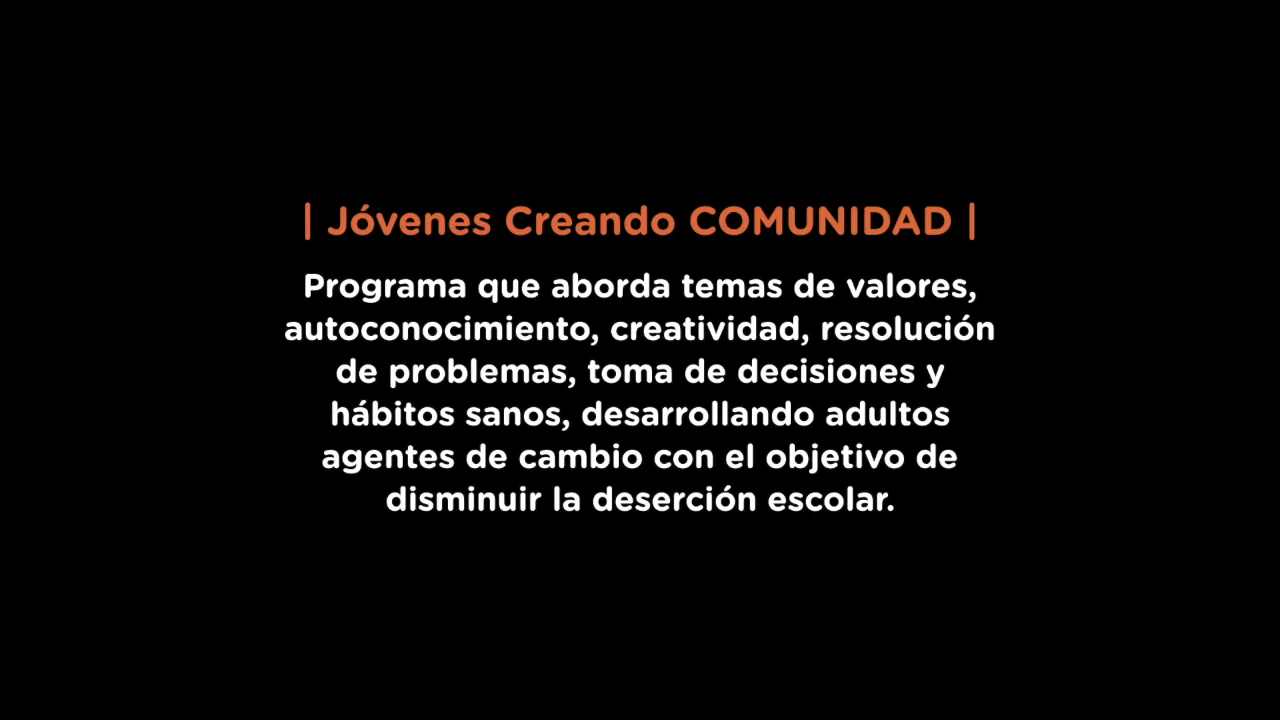 | Jóvenes Creando COMUNIDAD |
Programa que aborda temas de valores,
autoconocimiento, creatividad, resolución
de problemas, toma de decisiones y
hábitos sanos, desarrollando adultos
agentes de cambio con el objetivo de
disminuir la deserción escolar.